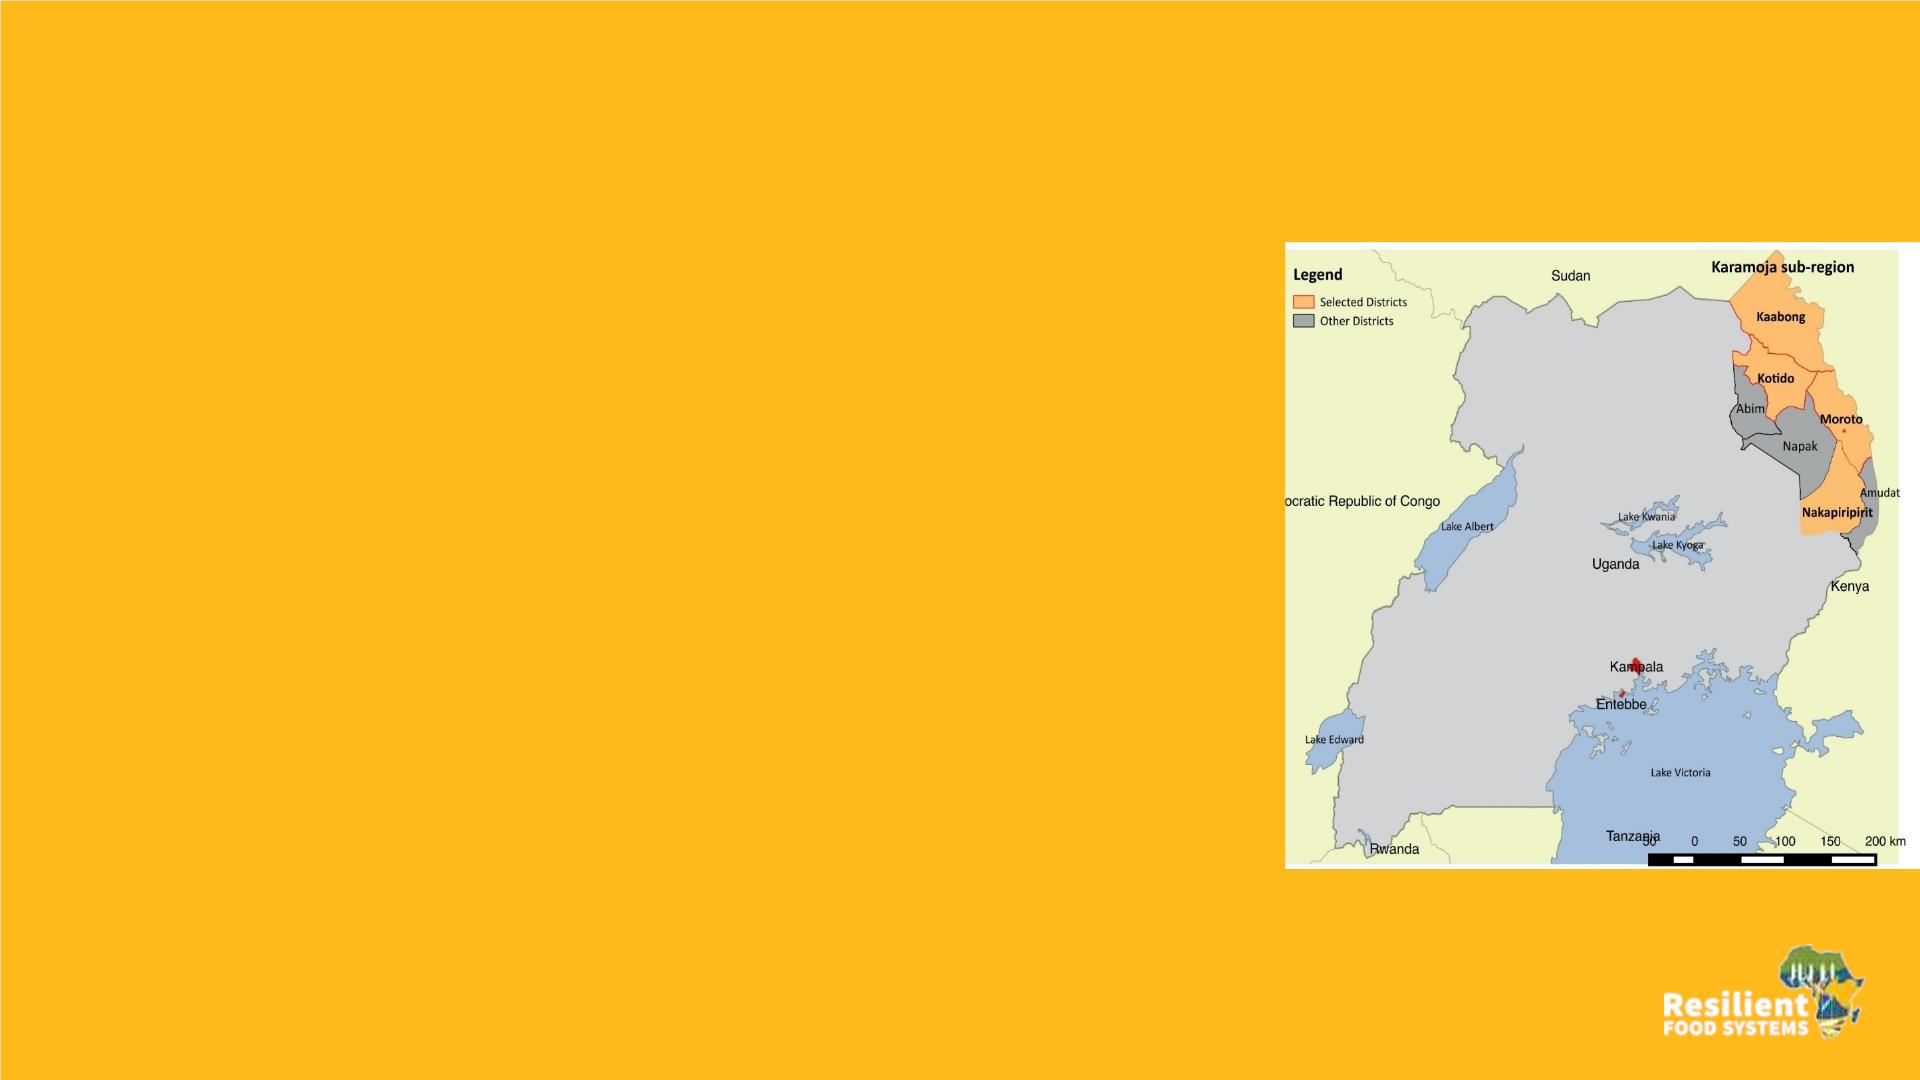 Legend
Selected Districts
Other Districts
Sudan
Karamoja sub-region
Kaabong
Kotido
Abim
Moroto
Napak
Amudat
Nakapiripirit
ocratic Republic of Congo
Lake Albert
Lake Kwania
Lake Kyoga
Uganda
Kenya
Kampala
Entebbe
Lake Edward
Lake Victoria
Tanzania
Rwanda
50 0 50 100 150 200 km
Resilient
FOOD SYSTEMS